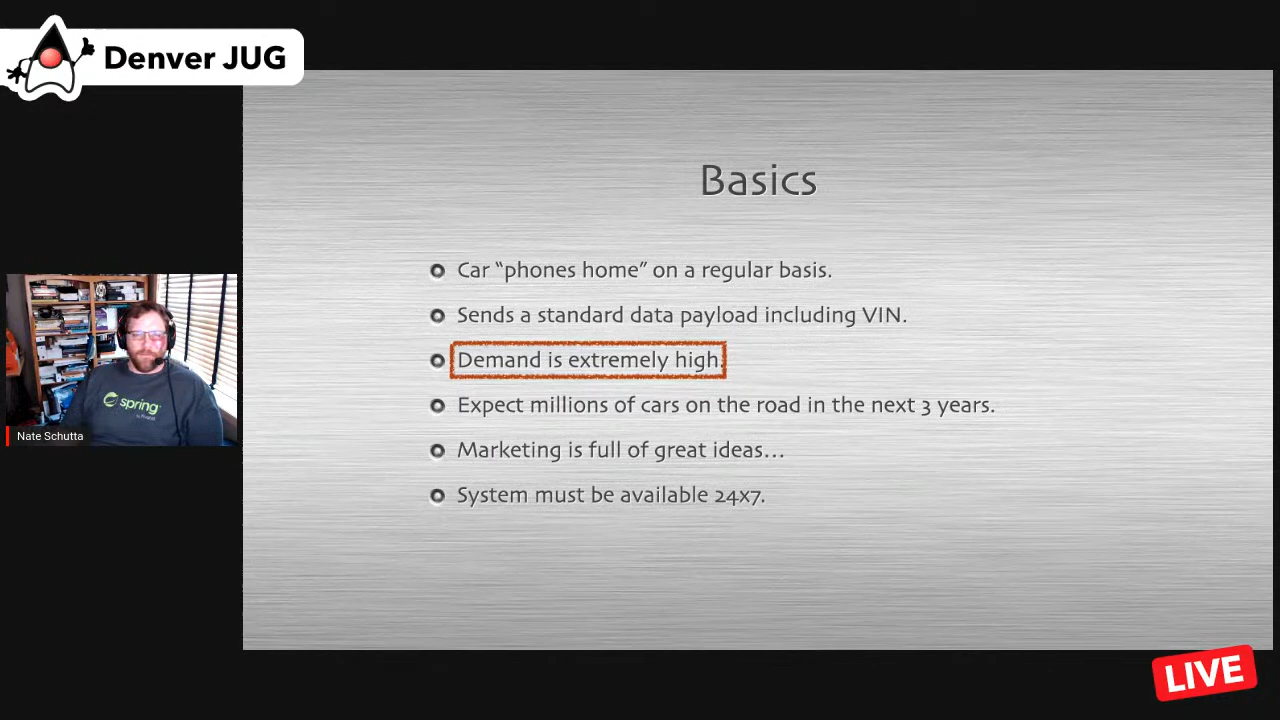 Denver JUG
Basics
Car “phones home” on a regular basis.
Sends a standard data payload including VIN.
Demand is extremely high.
Expect millions of cars on the road in the next 3 years.
Marketing is full of great ideas…
System must be available 24x7.
spring
Nate Schutta
LIVE